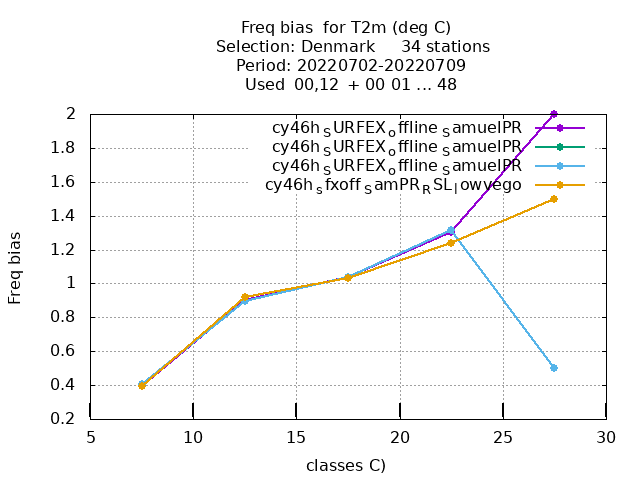 Freq bias for T2m (deg C)
Selection: Denmark 34 stations
Period: 20220702-20220709
Used 00,12 + 00 01 ... 48
cy46h_SURFEX_offline_SamuelPR
cy46h_SURFEX_offline_SamuelPR
cy46h_SURFEX_offline_SamuelPR
cy46h_sfxoff_SamPR_RSL_lowvego
2
1.8
1.6
1.4
1.2
1
0.8
0.6
0.4
0.2
Freq bias
5 10 15 20 25 30
classes C)